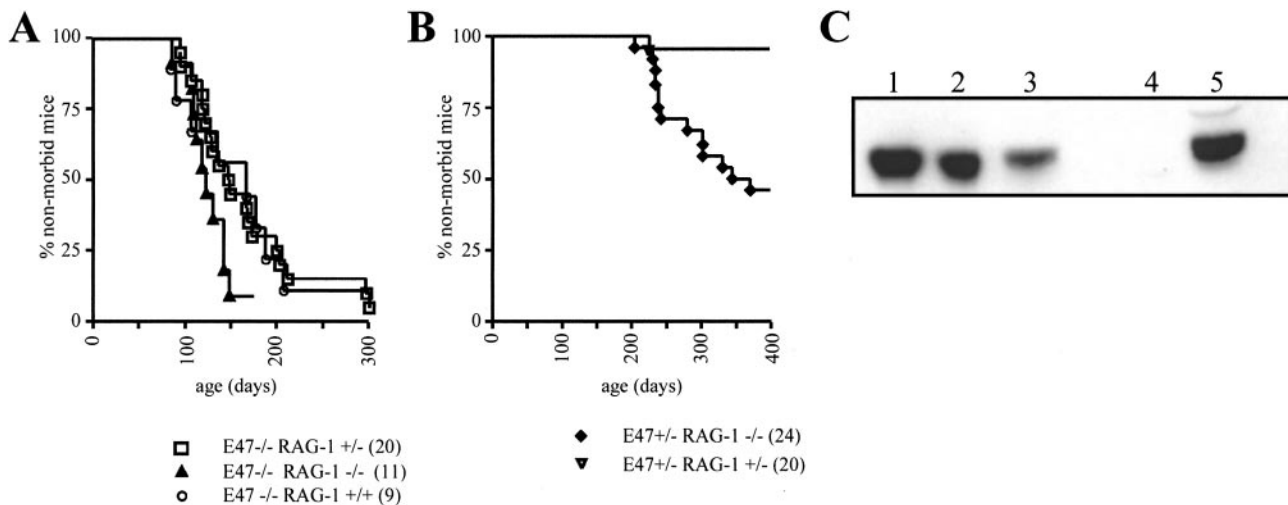 A
% non-morbid mice
100
75
50
25
0
0
100
200
300
age (days)
E47-/- RAG-1 +/- (20)
E47-/- RAG-1 -/- (11)
E47 -/- RAG-1 +/+ (9)
B
% non-morbid mice
100
75
50
25
0
0
100
200
300
400
age (days)
E47+/- RAG-1 -/- (24)
E47+/- RAG-1 +/- (20)
C
1 2 3 4 5